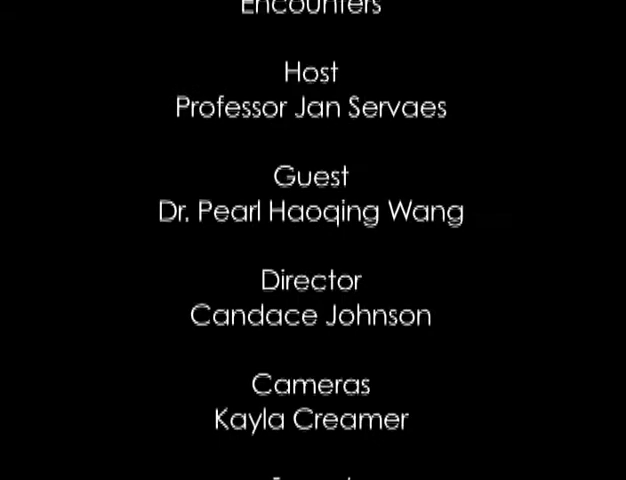 Encounters
Host
Professor Jan Servaes
Guest
Dr. Pearl Haoqing Wang
Director
Candace Johnson
Cameras
Kayla Creamer